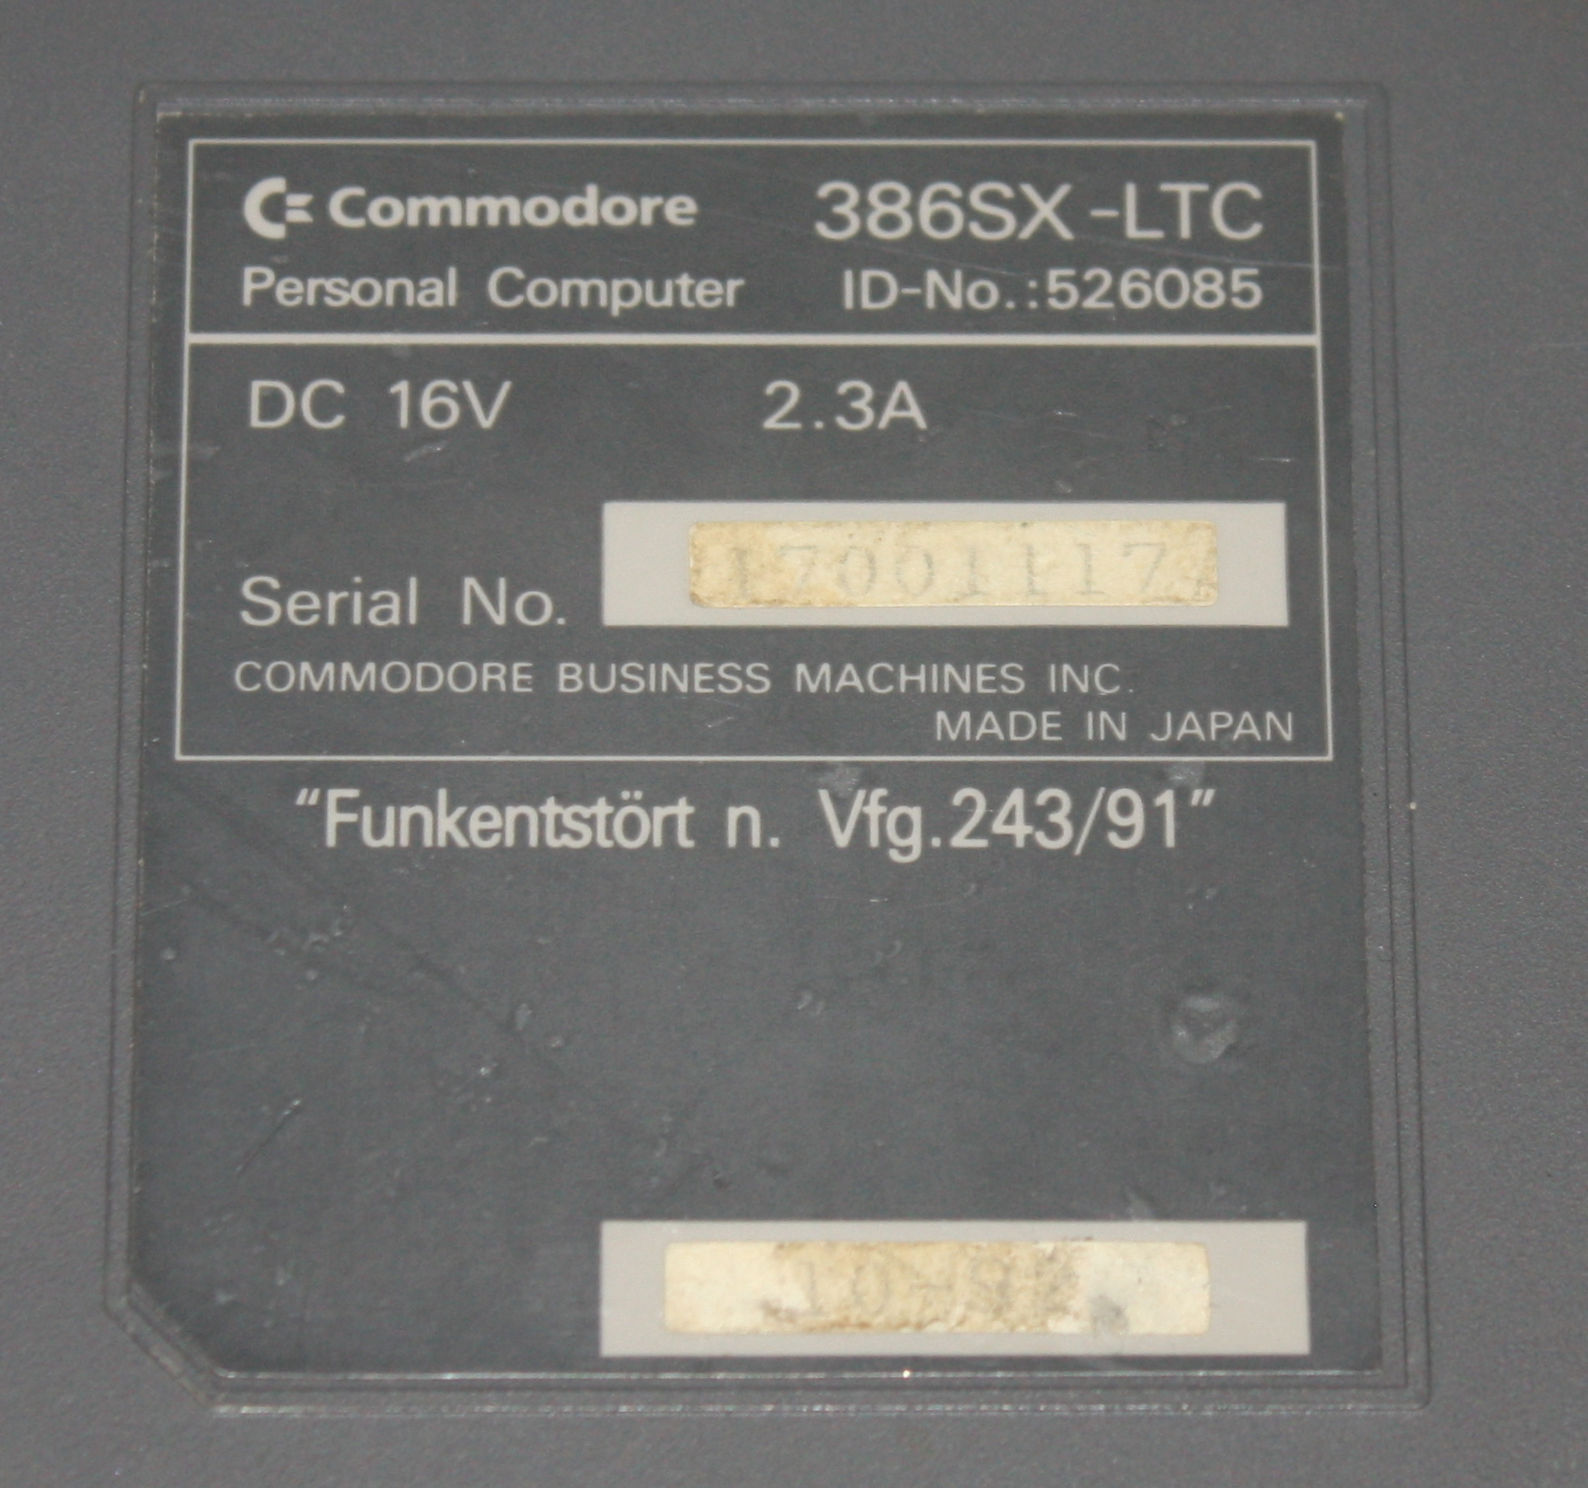 Commodore 386SX-LTC
Personal Computer ID-No.:526085
DC 16V 2.3A
17001117
Serial No.
COMMODORE BUSINESS MACHINES INC.
MADE IN JAPAN
“Funkentstört n. Vfg.243/91”